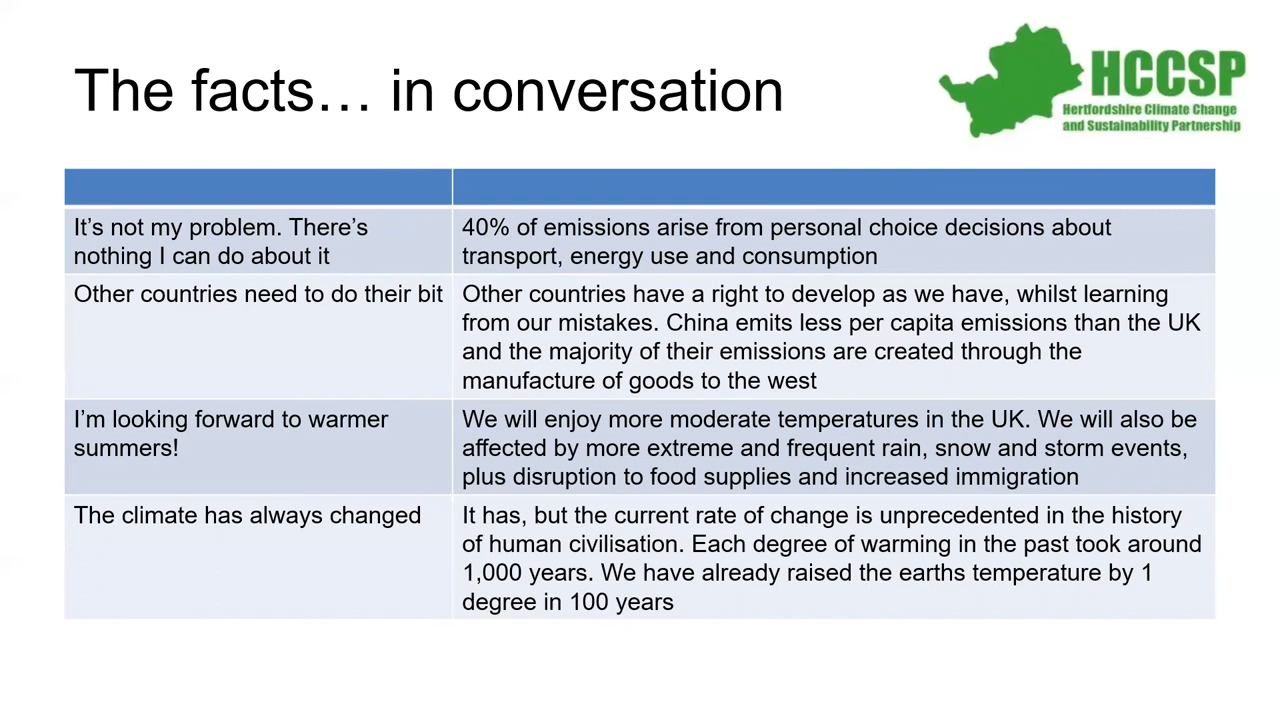 The facts… in conversation
HCCSP
Hertfordshire Climate Change
and Sustainability Partnership
It’s not my problem. There’s
nothing I can do about it
40% of emissions arise from personal choice decisions about
transport, energy use and consumption
Other countries need to do their bit
Other countries have a right to develop as we have, whilst learning
from our mistakes. China emits less per capita emissions than the UK
and the majority of their emissions are created through the
manufacture of goods to the west
I’m looking forward to warmer
summers!
We will enjoy more moderate temperatures in the UK. We will also be
affected by more extreme and frequent rain, snow and storm events,
plus disruption to food supplies and increased immigration
The climate has always changed
It has, but the current rate of change is unprecedented in the history
of human civilisation. Each degree of warming in the past took around
1,000 years. We have already raised the earths temperature by 1
degree in 100 years